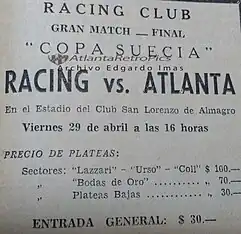 RACING CLUB
GRAN MATCH — FINAL
AtlantaRetroPics
Archivo Edgardo Imas
"COPA SUECIA"
RACING vs. ATLANTA
En el Estadio del Club San Lorenzo de Almagro
Viernes 29 de abril a las 16 horas
PRECIO DE PLATEAS:
Sectores: "Lazzari" - "Urso" - "Coll" $ 100.—
„ "Bodas de Oro" .. „ 70.—
„ Plateas Bajas ........ „ 30.—
ENTRADA GENERAL: $ 30.—